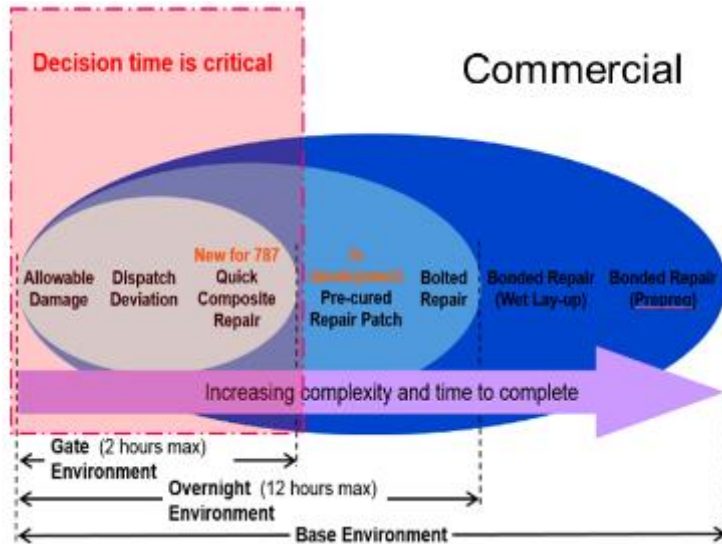 Decision time is critical
Commercial
New for 787
Allowable Damage
Dispatch Deviation
Quick Composite Repair
Pre-cured Repair Patch
Bolted Repair
Bonded Repair (Wet Lay-up)
Bonded Repair (Prepreg)
Increasing complexity and time to complete
Gate (2 hours max)
Environment
Overnight (12 hours max)
Environment
Base Environment